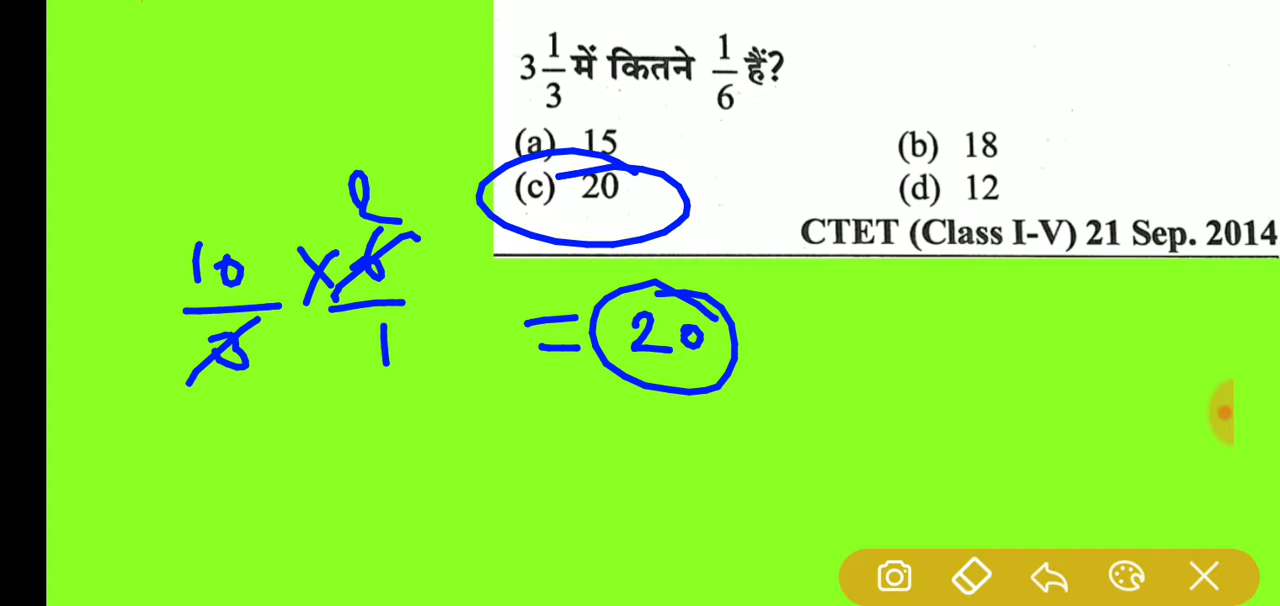 3 1/3 में कितने 1/6 हैं?
(a) 15 (b) 18
(c) 20 (d) 12
CTET (Class I-V) 21 Sep. 2014
2
10/3 × 6/1 = 20